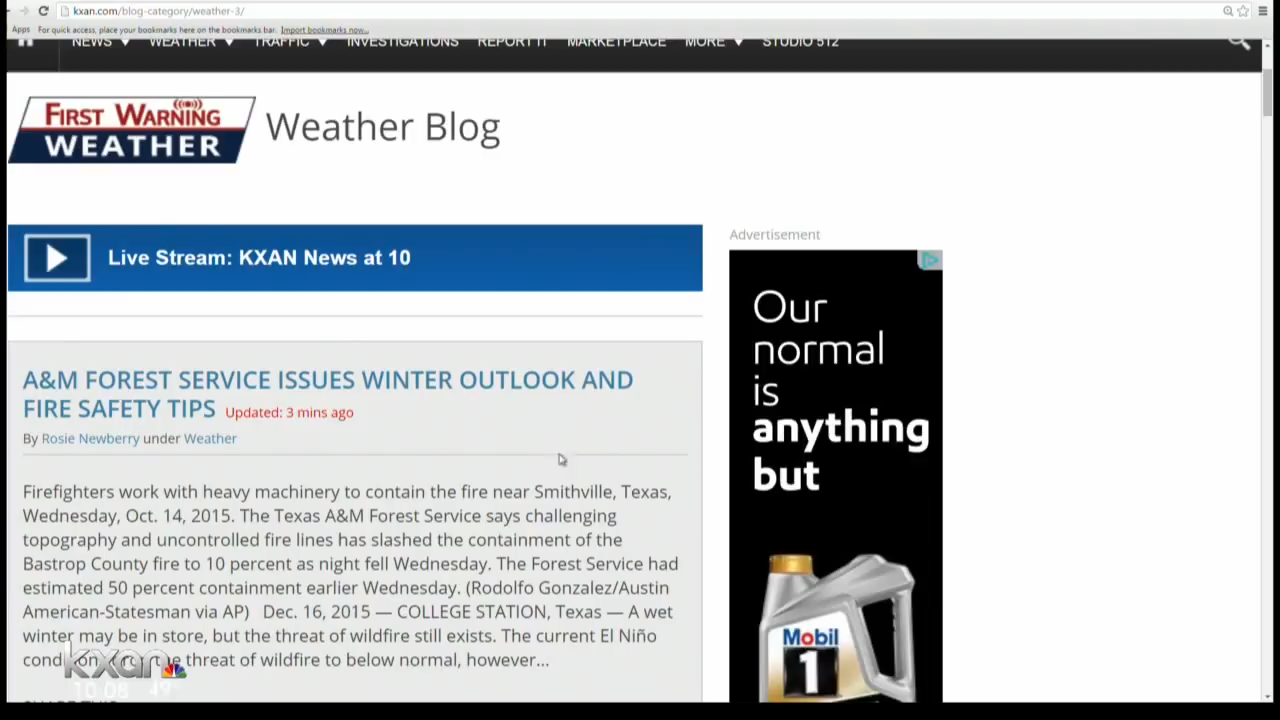 kxan.com/blog-category/weather-3/
Apps For quick access, place your bookmarks here on the bookmarks bar. Import bookmarks now...
NEWS WEATHER TRAFFIC INVESTIGATIONS REPORT IT MARKETPLACE MORE STUDIO 512
FIRST WARNING
WEATHER
Weather Blog
Live Stream: KXAN News at 10
A&M FOREST SERVICE ISSUES WINTER OUTLOOK AND
FIRE SAFETY TIPS Updated: 3 mins ago
By Rosie Newberry under Weather
Firefighters work with heavy machinery to contain the fire near Smithville, Texas,
Wednesday, Oct. 14, 2015. The Texas A&M Forest Service says challenging
topography and uncontrolled fire lines has slashed the containment of the
Bastrop County fire to 10 percent as night fell Wednesday. The Forest Service had
estimated 50 percent containment earlier Wednesday. (Rodolfo Gonzalez/Austin
American-Statesman via AP) Dec. 16, 2015 — COLLEGE STATION, Texas — A wet
winter may be in store, but the threat of wildfire still exists. The current El Niño
threat of wildfire to below normal, however...
kxan
10:08 49°
Advertisement
Our
normal
is
anything
but
Mobil
1